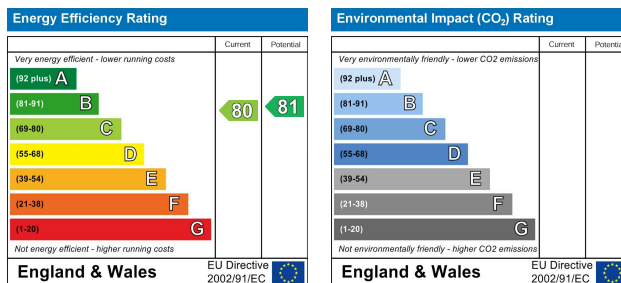 Energy Efficiency Rating
Current
Potential
Very energy efficient - lower running costs
(92 plus) A
(81-91) B
(69-80) C
(55-68) D
(39-54) E
(21-38) F
(1-20) G
80
81
Not energy efficient - higher running costs
England & Wales
EU Directive
2002/91/EC
Environmental Impact (CO₂) Rating
Current
Potentia
Very environmentally friendly - lower CO2 emissions
(92 plus) A
(81-91) B
(69-80) C
(55-68) D
(39-54) E
(21-38) F
(1-20) G
Not environmentally friendly - higher CO2 emissions
England & Wales
EU Directive
2002/91/EC